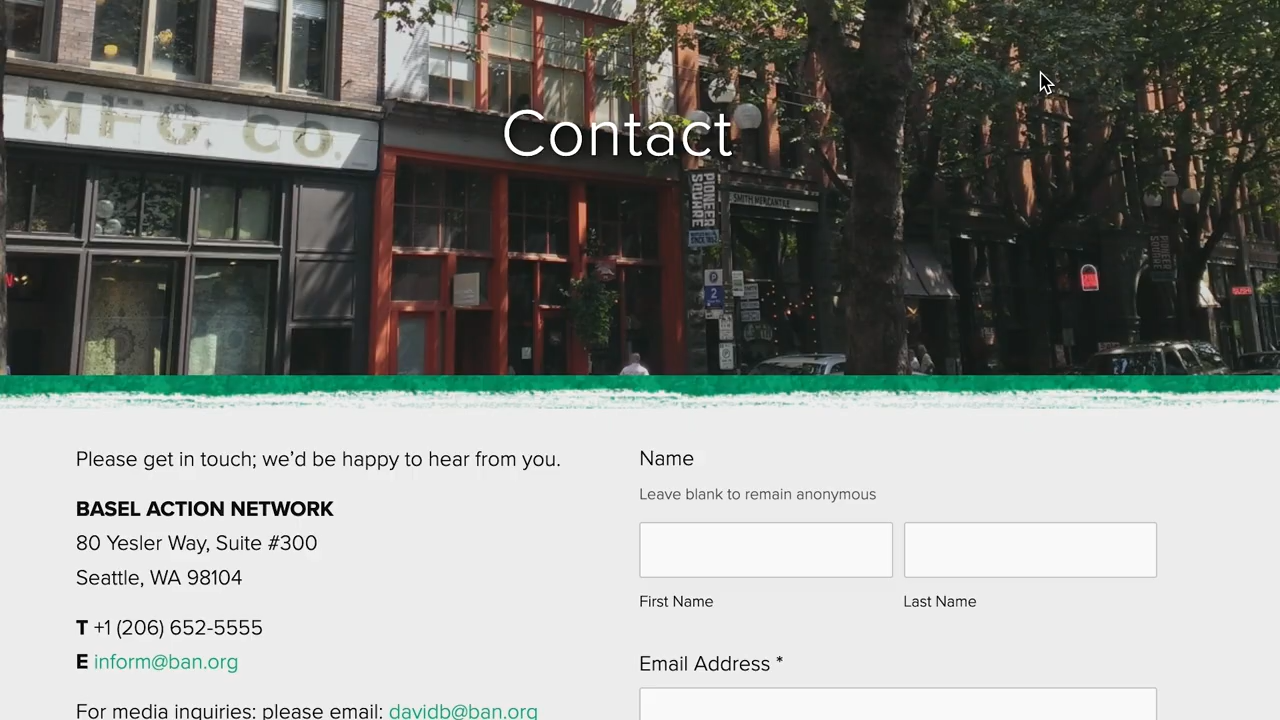 MFG. CO.
Contact
PIONEER
SQUARE
SMITH MERCANTILE
2
Please get in touch; we’d be happy to hear from you.
BASEL ACTION NETWORK
80 Yesler Way, Suite #300
Seattle, WA 98104
T +1 (206) 652-5555
E inform@ban.org
For media inquiries: please email: davidb@ban.org
Name
Leave blank to remain anonymous
First Name
Last Name
Email Address *